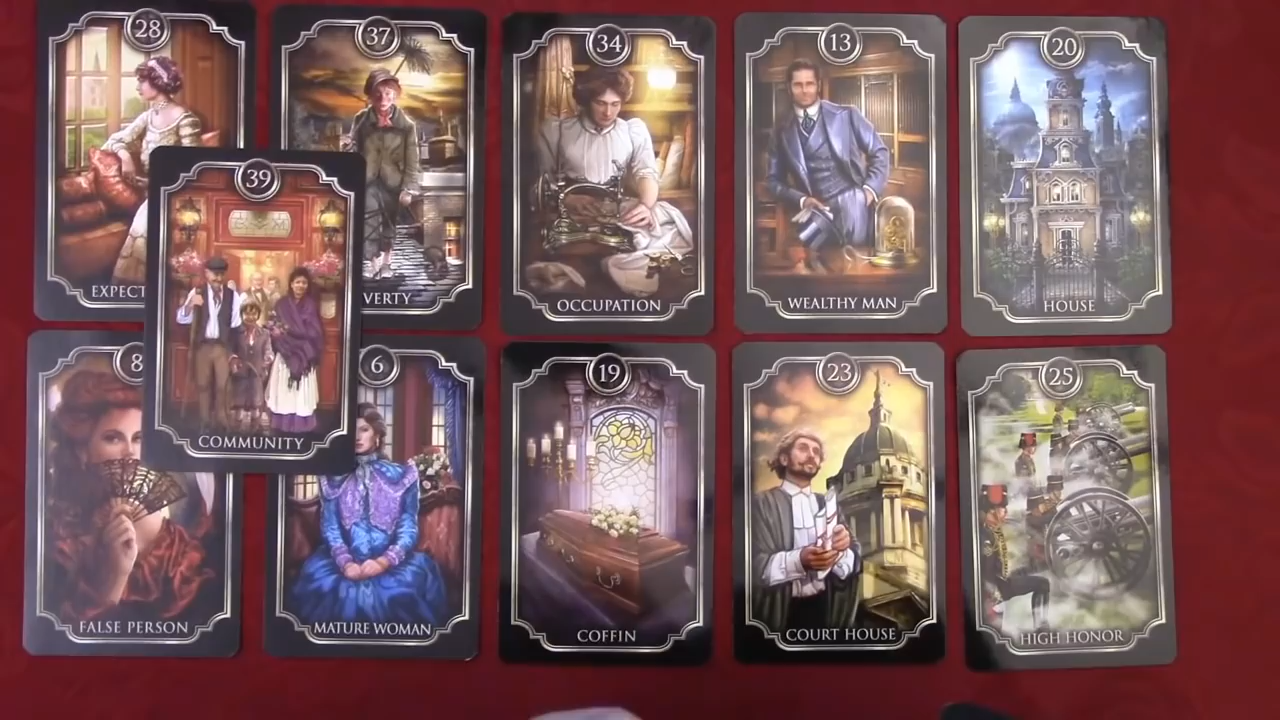 28
EXPECT
37
VERTY
34
OCCUPATION
13
WEALTHY MAN
20
HOUSE
39
COMMUNITY
8
FALSE PERSON
6
MATURE WOMAN
19
COFFIN
23
COURT HOUSE
25
HIGH HONOR